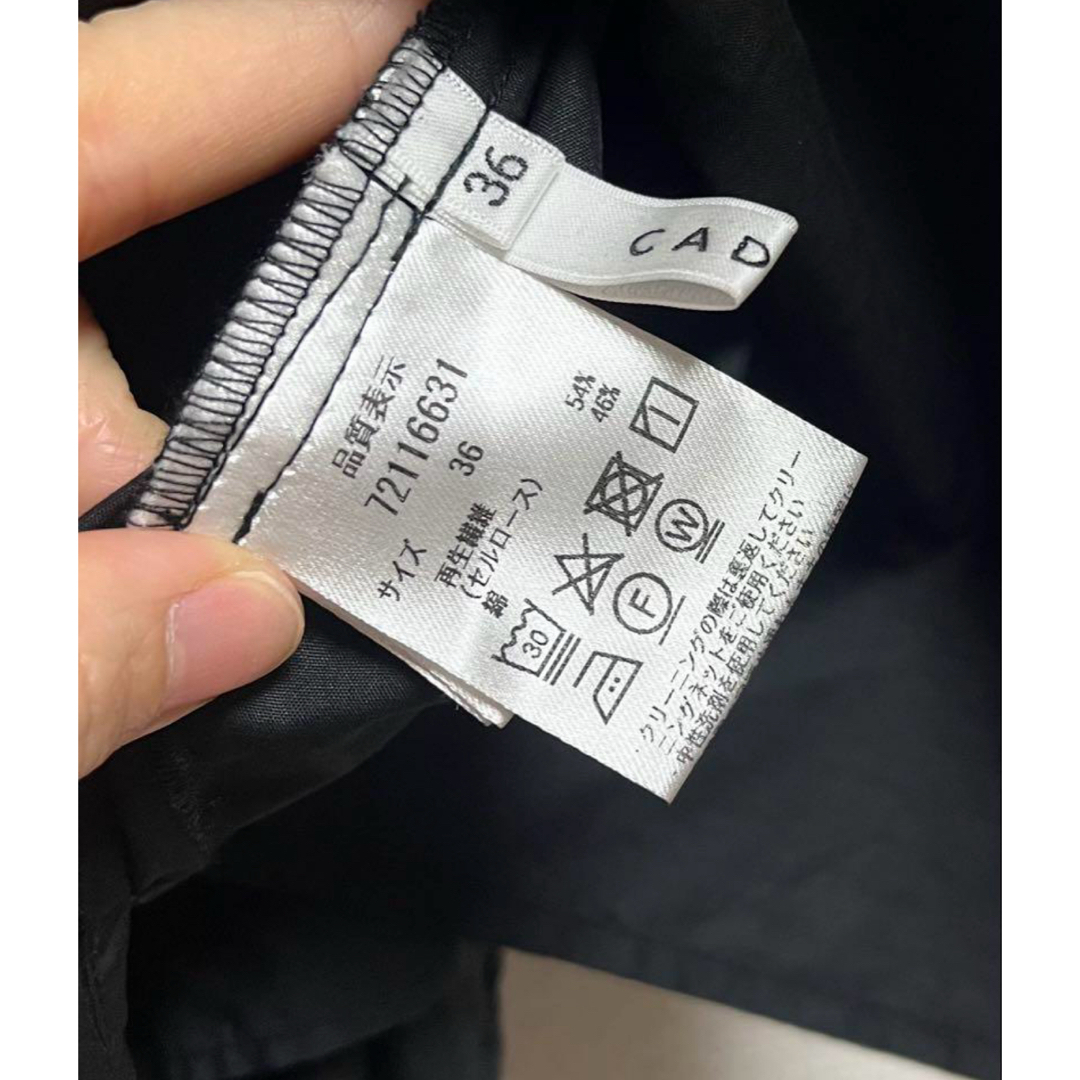 36
CAD
品質表示
72116631
サイズ 36
再生繊維 54%
(セルロース)
綿 46%
30
F
W
・クリーニングの際は裏返してクリー
ニングネットをご使用ください
・中性洗剤を使用してください